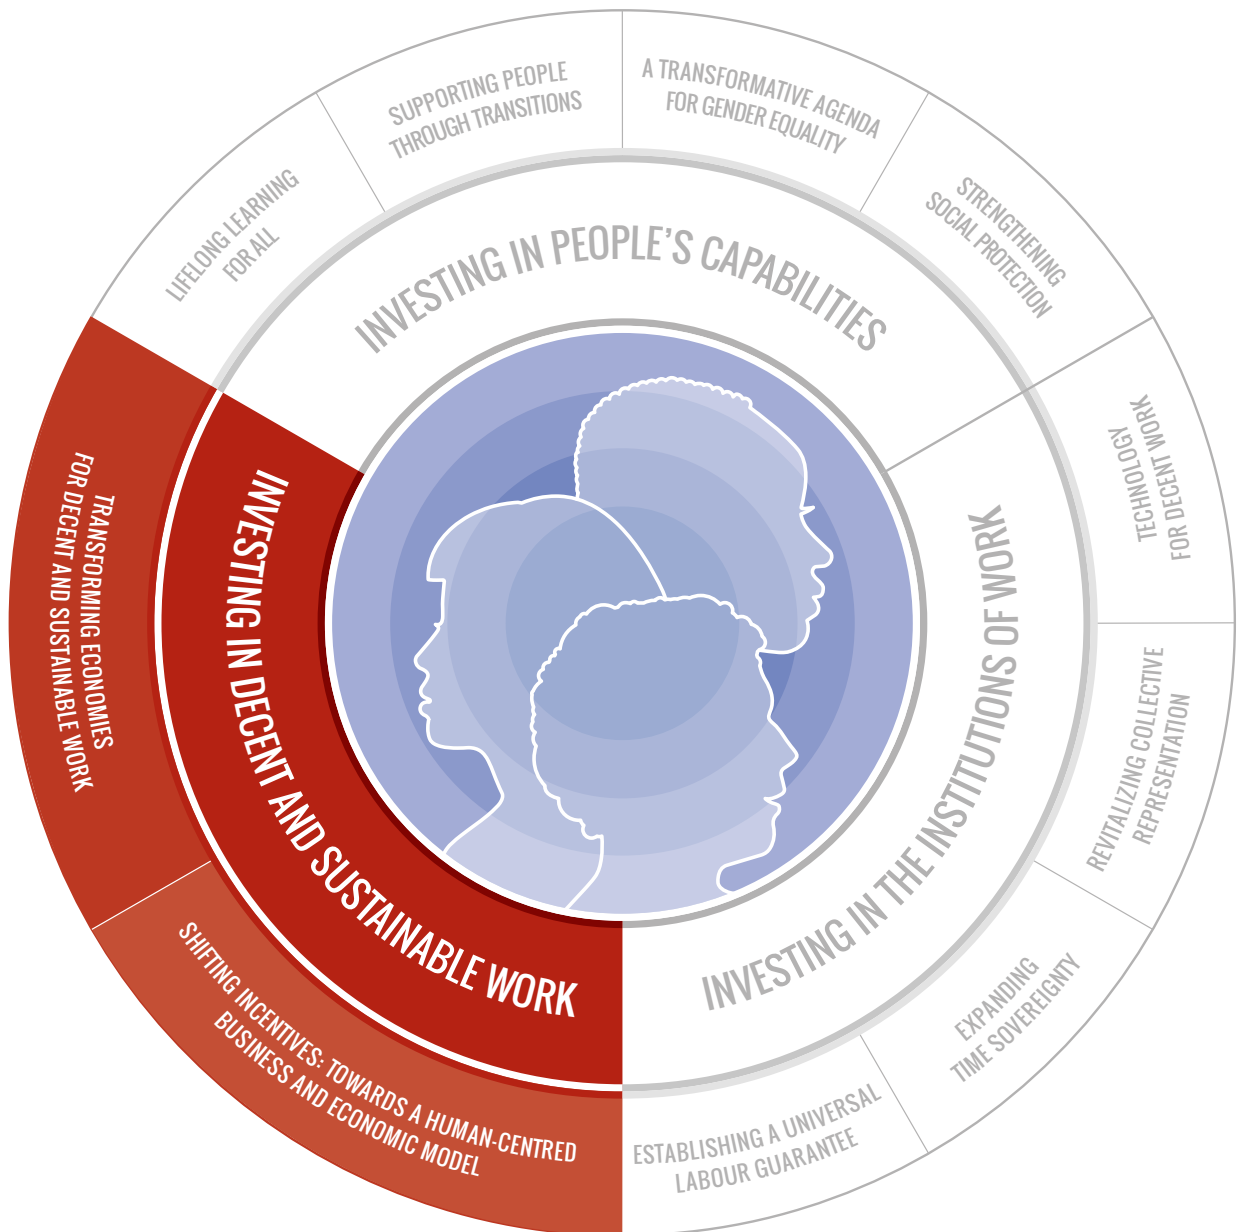 SUPPORTING PEOPLE
THROUGH TRANSITIONS
A TRANSFORMATIVE AGENDA
FOR GENDER EQUALITY
LIFELONG LEARNING
FOR ALL
STRENGTHENING
SOCIAL PROTECTION
INVESTING IN PEOPLE’S CAPABILITIES
TECHNOLOGY
FOR DECENT WORK
TRANSFORMING ECONOMIES
FOR DECENT AND SUSTAINABLE WORK
INVESTING IN DECENT AND SUSTAINABLE WORK
INVESTING IN THE INSTITUTIONS OF WORK
REVITALIZING COLLECTIVE
REPRESENTATION
SHIFTING INCENTIVES: TOWARDS A HUMAN-CENTRED
BUSINESS AND ECONOMIC MODEL
EXPANDING
TIME SOVEREIGNTY
ESTABLISHING A UNIVERSAL
LABOUR GUARANTEE